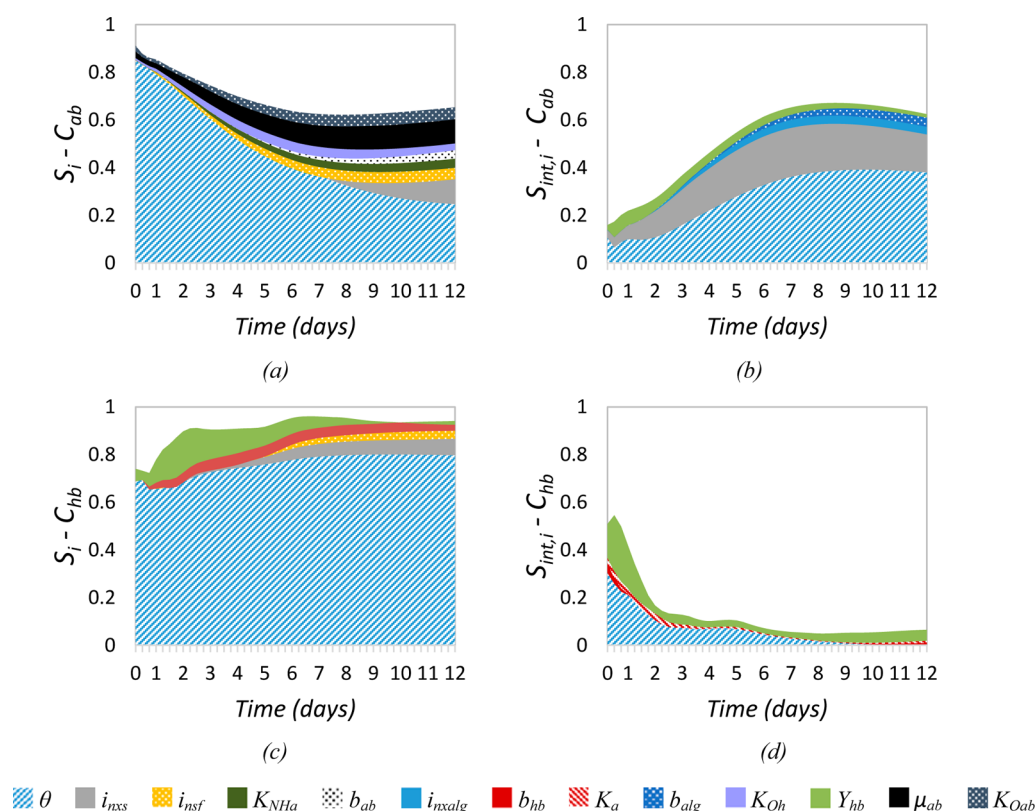 1
0.8
0.6
0.4
0.2
0
S_i - C_ab
0 1 2 3 4 5 6 7 8 9 10 11 12
Time (days)
(a)
1
0.8
0.6
0.4
0.2
0
S_int,i - C_ab
0 1 2 3 4 5 6 7 8 9 10 11 12
Time (days)
(b)
1
0.8
0.6
0.4
0.2
0
S_i - C_hb
0 1 2 3 4 5 6 7 8 9 10 11 12
Time (days)
(c)
1
0.8
0.6
0.4
0.2
0
S_int,i - C_hb
0 1 2 3 4 5 6 7 8 9 10 11 12
Time (days)
(d)
θ i_nxs i_nsf K_NHa b_ab i_nxalg b_hb K_a b_alg K_Oh Y_hb μ_ab K_Oab